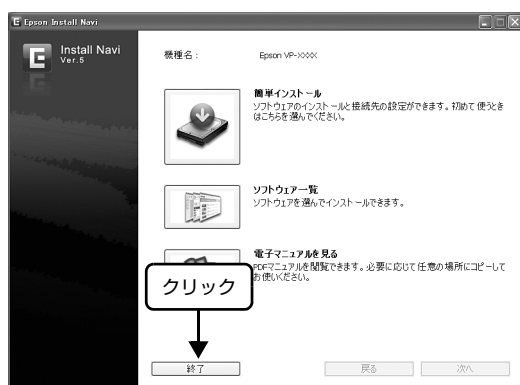 Epson Install Navi
Install Navi
Ver.5
機種名：
Epson VP-XXXX
簡単インストール
ソフトウェアのインストールと接続先の設定ができます。初めて使うとき
はこちらを選んでください。
ソフトウェア一覧
ソフトウェアを選んでインストールできます。
電子マニュアルを見る
PDFマニュアルを閲覧できます。必要に応じて任意の場所にコピーして
お使いください。
クリック
終了
戻る
次へ